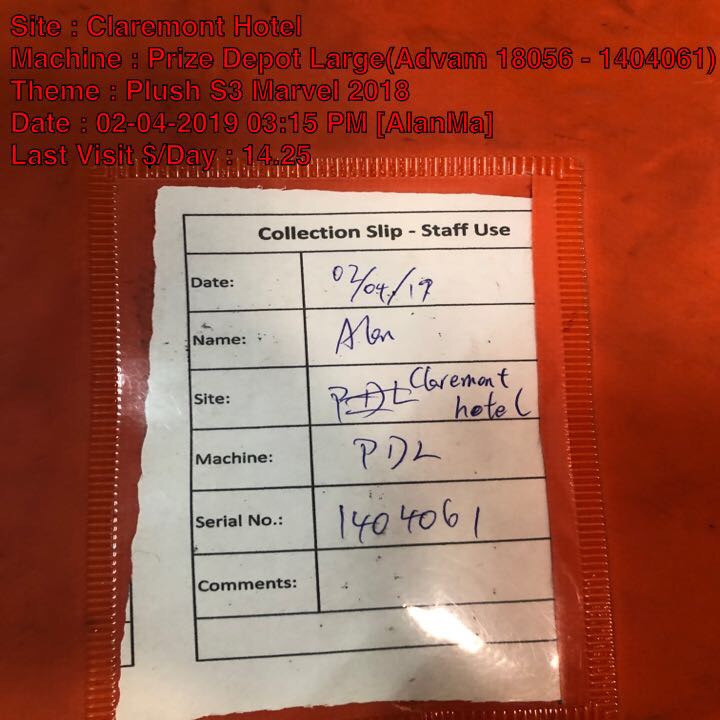 Site : Claremont Hotel
Machine : Prize Depot Large(Advam 18056 - 1404061)
Theme : Plush S3 Marvel 2018
Date : 02-04-2019 03:15 PM [AlanMa]
Last Visit $/Day : 14.25
Collection Slip - Staff Use
Date: 02/04/19
Name: Alan
Site: PDL Claremont
hotel
Machine: PDL
Serial No.: 1404061
Comments: